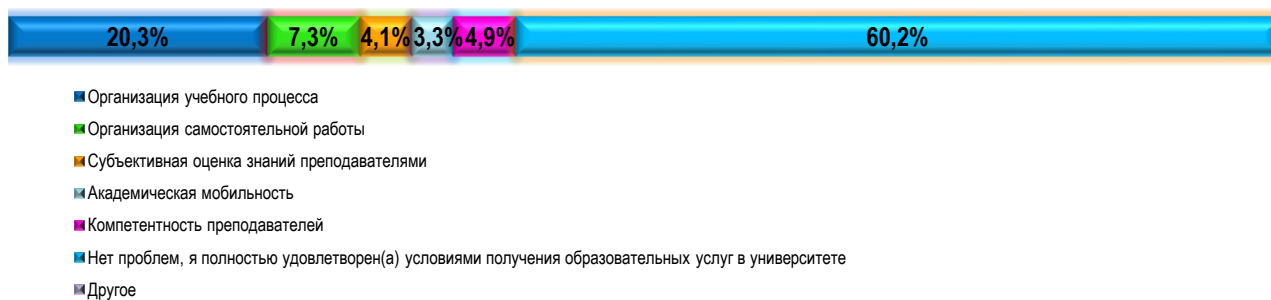 20,3% 7,3% 4,1% 3,3% 4,9% 60,2%
Организация учебного процесса
Организация самостоятельной работы
Субъективная оценка знаний преподавателями
Академическая мобильность
Компетентность преподавателей
Нет проблем, я полностью удовлетворен(а) условиями получения образовательных услуг в университете
Другое